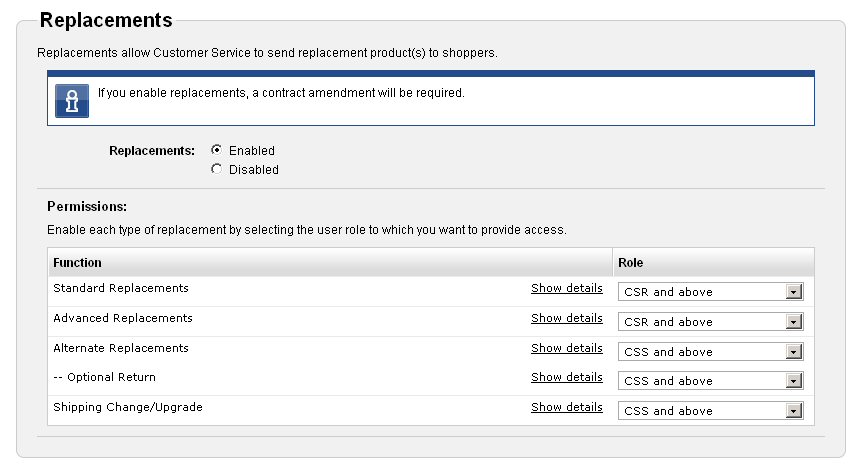 Replacements
Replacements allow Customer Service to send replacement product(s) to shoppers.
If you enable replacements, a contract amendment will be required.
Replacements: Enabled
Disabled
Permissions:
Enable each type of replacement by selecting the user role to which you want to provide access.
Function Role
Standard Replacements Show details CSR and above
Advanced Replacements Show details CSR and above
Alternate Replacements Show details CSS and above
-- Optional Return Show details CSS and above
Shipping Change/Upgrade Show details CSS and above